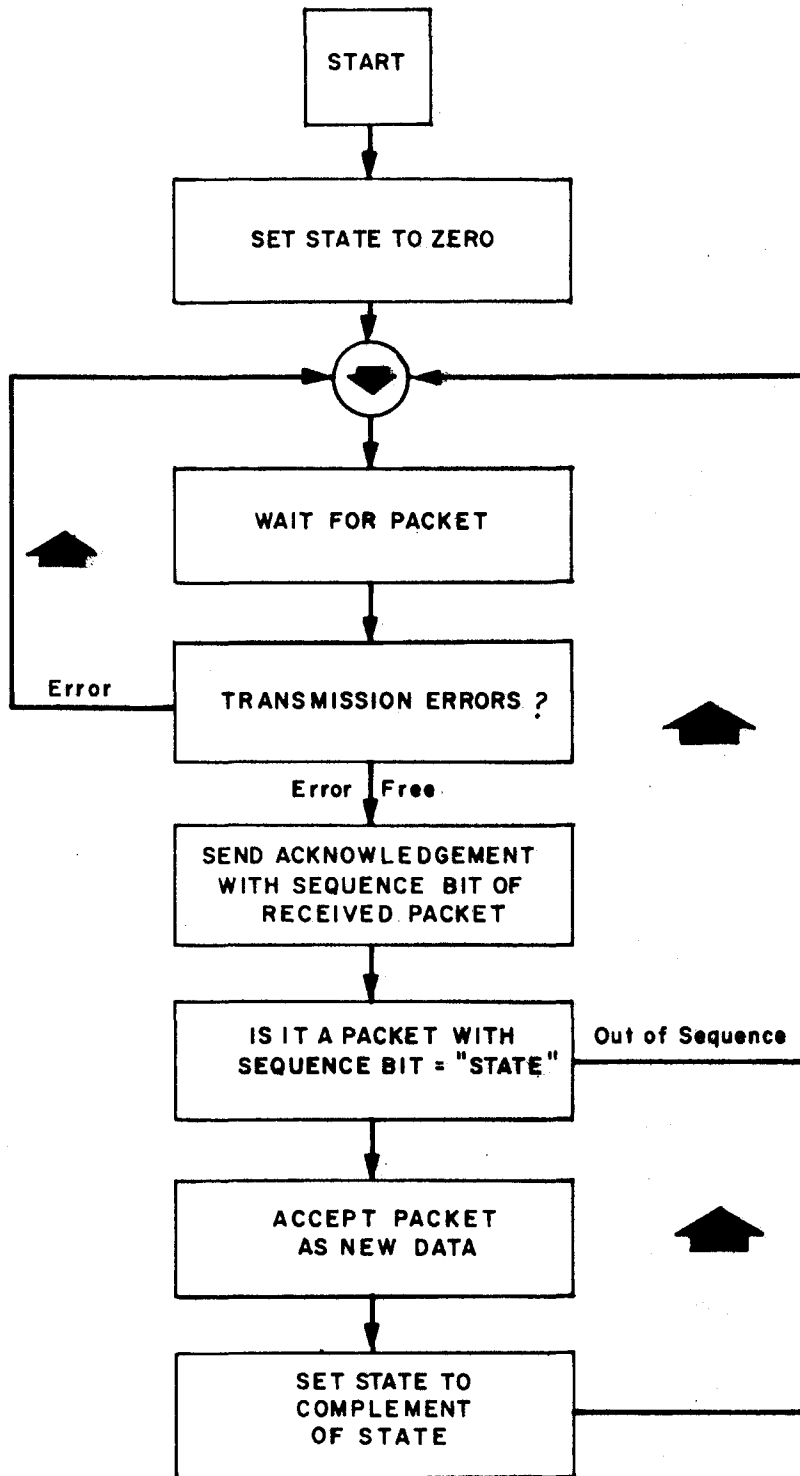 START
SET STATE TO ZERO
WAIT FOR PACKET
Error
TRANSMISSION ERRORS ?
Error Free
SEND ACKNOWLEDGEMENT
WITH SEQUENCE BIT OF
RECEIVED PACKET
IS IT A PACKET WITH
SEQUENCE BIT = "STATE"
Out of Sequence
ACCEPT PACKET
AS NEW DATA
SET STATE TO
COMPLEMENT
OF STATE